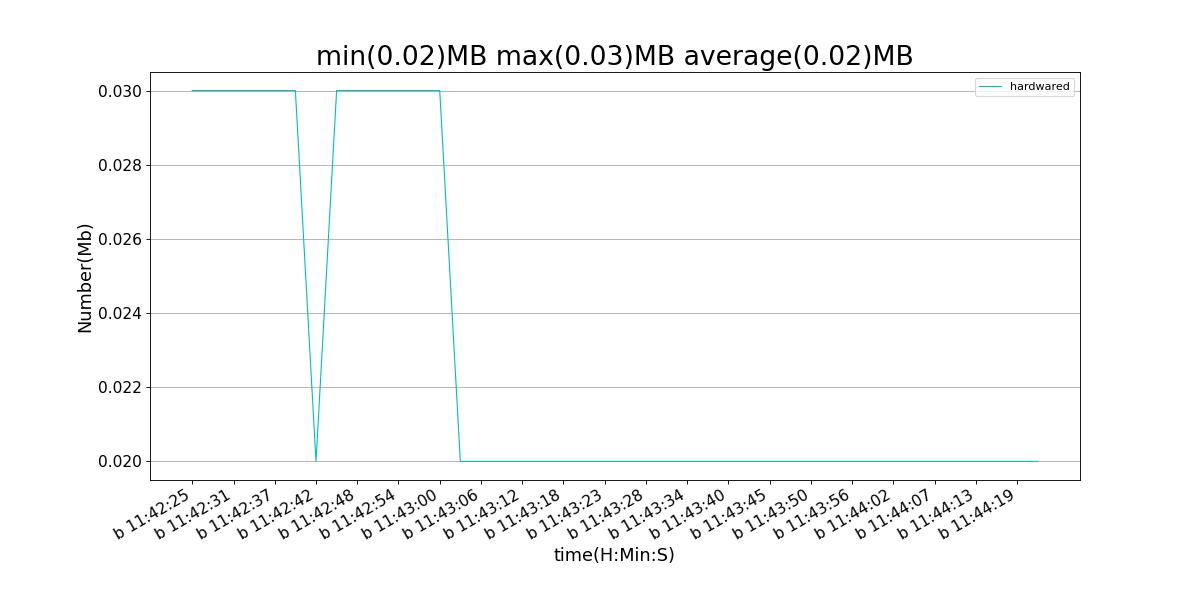 min(0.02)MB max(0.03)MB average(0.02)MB
hardwared
0.030
0.028
0.026
0.024
0.022
0.020
Number(Mb)
b 11:42:25
b 11:42:31
b 11:42:37
b 11:42:42
b 11:42:48
b 11:42:54
b 11:43:00
b 11:43:06
b 11:43:12
b 11:43:18
b 11:43:23
b 11:43:28
b 11:43:34
b 11:43:40
b 11:43:45
b 11:43:50
b 11:43:56
b 11:44:02
b 11:44:07
b 11:44:13
b 11:44:19
time(H:Min:S)